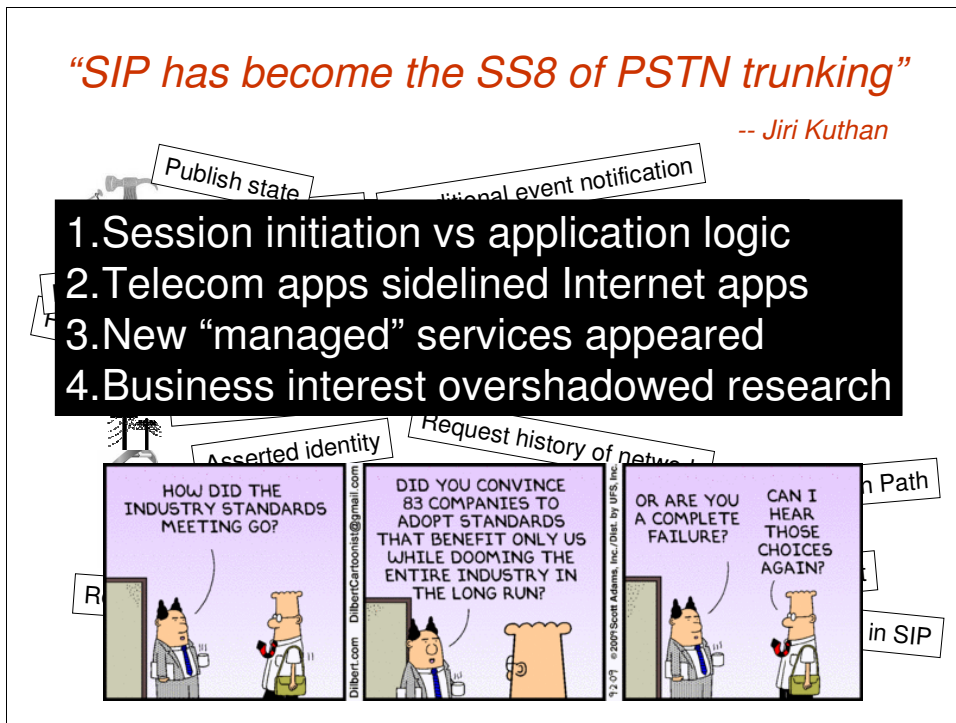 “SIP has become the SS8 of PSTN trunking”
-- Jiri Kuthan
Publish state
event notification
1.Session initiation vs application logic
2.Telecom apps sidelined Internet apps
3.New “managed” services appeared
4.Business interest overshadowed research
Asserted identity
Request history of
Path
in SIP
HOW DID THE
INDUSTRY STANDARDS
MEETING GO?
Dilbert.com DilbertCartoonist@gmail.com
DID YOU CONVINCE
83 COMPANIES TO
ADOPT STANDARDS
THAT BENEFIT ONLY US
WHILE DOOMING THE
ENTIRE INDUSTRY IN
THE LONG RUN?
9-2-09 ©2009 Scott Adams, Inc./Dist. by UFS, Inc.
OR ARE YOU
A COMPLETE
FAILURE?
CAN I
HEAR
THOSE
CHOICES
AGAIN?